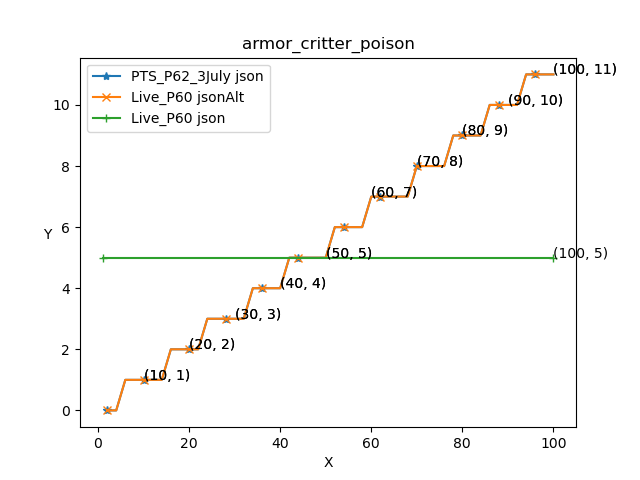 armor_critter_poison
PTS_P62_3July json
Live_P60 jsonAlt
Live_P60 json
(100, 11)
(90, 10)
(80, 9)
(70, 8)
(60, 7)
(50, 5)
(100, 5)
(40, 4)
(30, 3)
(20, 2)
(10, 1)
Y
10
8
6
4
2
0
0 20 40 60 80 100
X